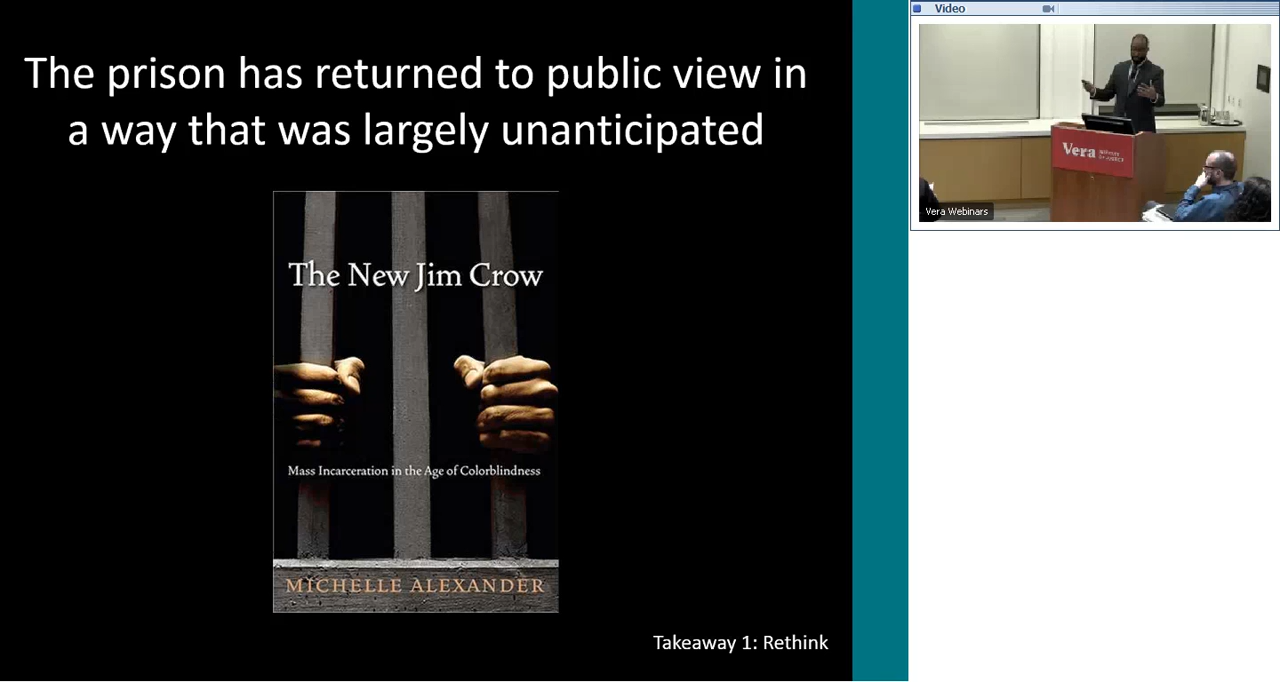 The prison has returned to public view in
a way that was largely unanticipated
The New Jim Crow
Mass Incarceration in the Age of Colorblindness
MICHELLE ALEXANDER
Takeaway 1: Rethink
Video
Vera
Vera Webinars